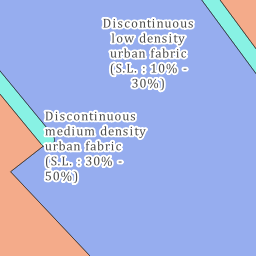 Discontinuous
low density
urban fabric
(S.L. : 10% -
30%)
Discontinuous
medium density
urban fabric
(S.L. : 30% -
50%)